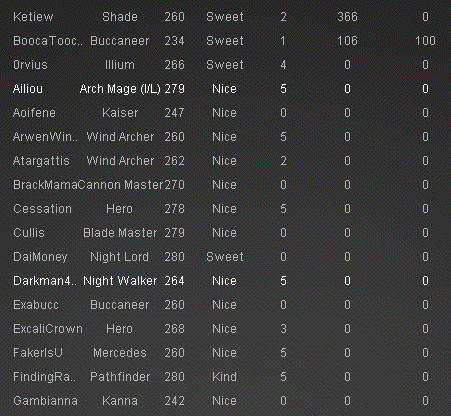 Ketiew Shade 260 Sweet 2 366 0
BoocaTooc.. Buccaneer 234 Sweet 1 106 100
0rvius Illium 266 Sweet 4 0 0
Ailiou Arch Mage (I/L) 279 Nice 5 0 0
Aoifene Kaiser 247 Nice 0 0 0
ArwenWin.. Wind Archer 260 Nice 5 0 0
Atargattis Wind Archer 262 Nice 2 0 0
BrackMama Cannon Master 270 Nice 0 0 0
Cessation Hero 278 Nice 5 0 0
Cullis Blade Master 279 Nice 0 0 0
DaiMoney Night Lord 280 Sweet 0 0 0
Darkman4.. Night Walker 264 Nice 5 0 0
Exabucc Buccaneer 260 Nice 0 0 0
ExcaliCrown Hero 268 Nice 3 0 0
FakerIsU Mercedes 260 Nice 5 0 0
FindingRa.. Pathfinder 280 Kind 5 0 0
Gambianna Kanna 242 Nice 0 0 0